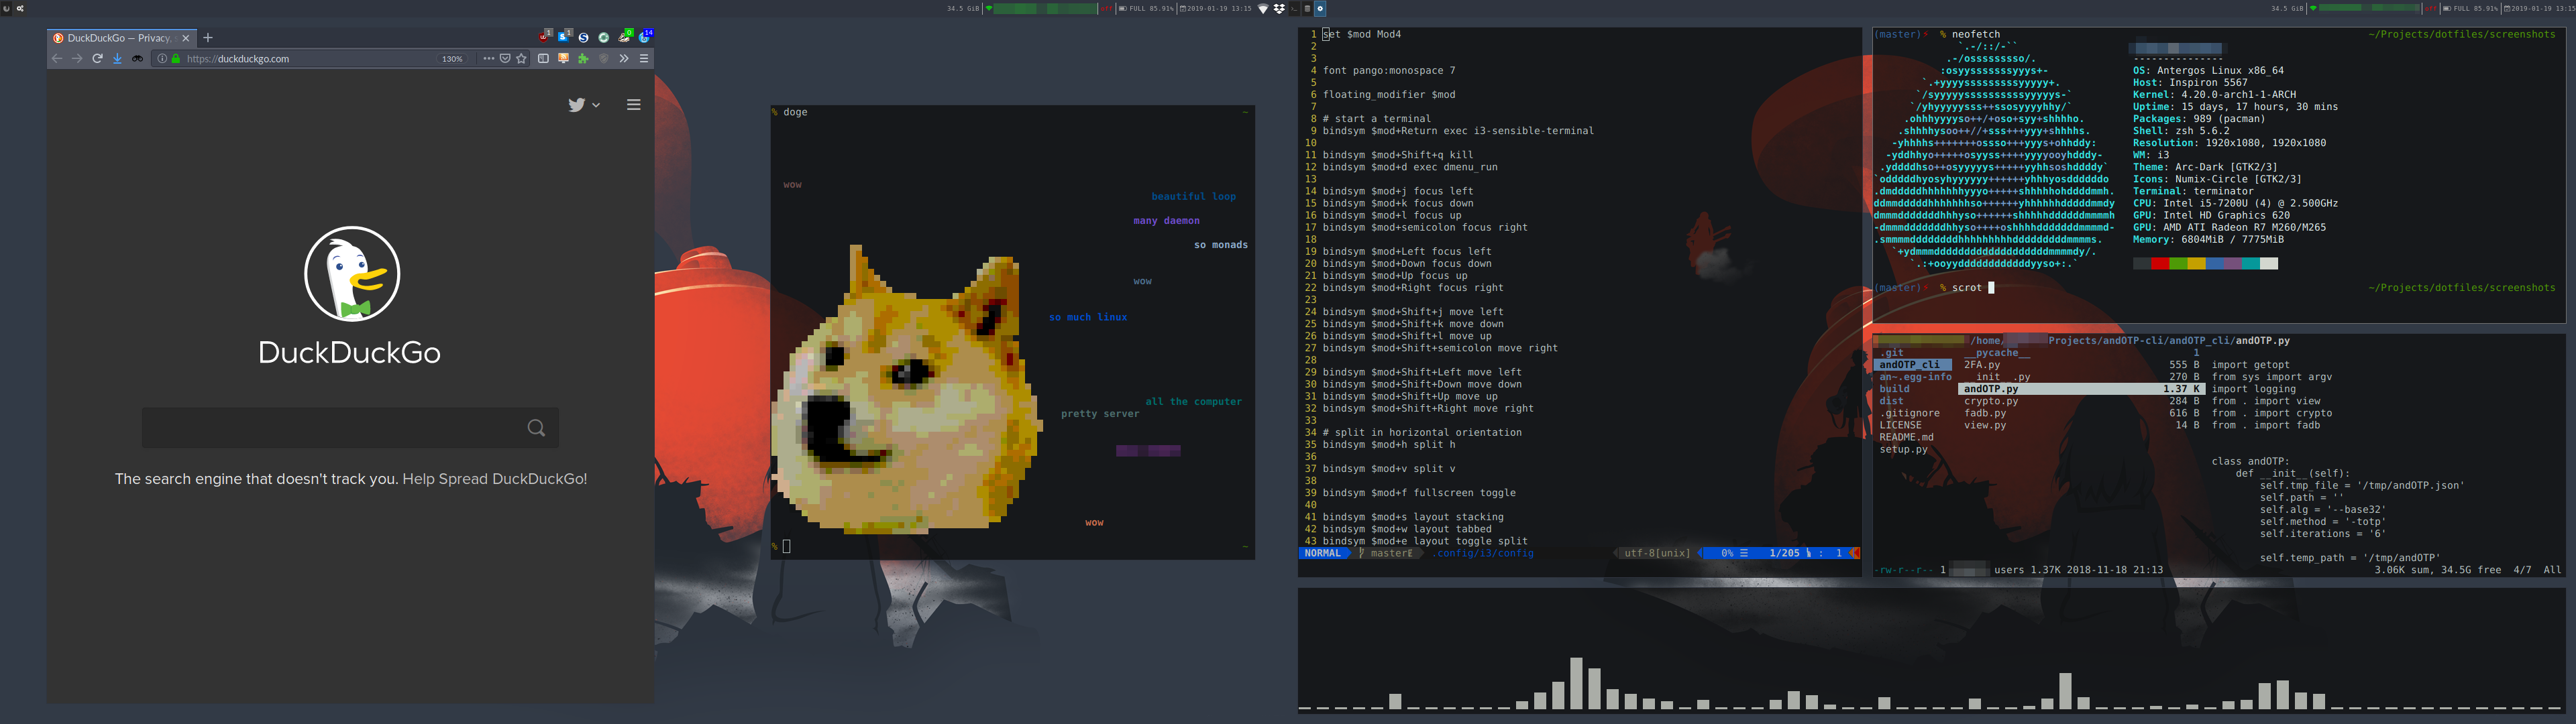 34.5 GiB off FULL 85.91% 2019-01-19 13:15
34.5 GiB off FULL 85.91% 2019-01-19 13:15
DuckDuckGo — Privacy,
1 1 0 14
https://duckduckgo.com 130%
DuckDuckGo
The search engine that doesn't track you. Help Spread DuckDuckGo!
% doge ~
wow
beautiful loop
many daemon
so monads
wow
so much linux
all the computer
pretty server
wow
% ~
1 set $mod Mod4
2
3
4 font pango:monospace 7
5
6 floating_modifier $mod
7
8 # start a terminal
9 bindsym $mod+Return exec i3-sensible-terminal
10
11 bindsym $mod+Shift+q kill
12 bindsym $mod+d exec dmenu_run
13
14 bindsym $mod+j focus left
15 bindsym $mod+k focus down
16 bindsym $mod+l focus up
17 bindsym $mod+semicolon focus right
18
19 bindsym $mod+Left focus left
20 bindsym $mod+Down focus down
21 bindsym $mod+Up focus up
22 bindsym $mod+Right focus right
23
24 bindsym $mod+Shift+j move left
25 bindsym $mod+Shift+k move down
26 bindsym $mod+Shift+l move up
27 bindsym $mod+Shift+semicolon move right
28
29 bindsym $mod+Shift+Left move left
30 bindsym $mod+Shift+Down move down
31 bindsym $mod+Shift+Up move up
32 bindsym $mod+Shift+Right move right
33
34 # split in horizontal orientation
35 bindsym $mod+h split h
36
37 bindsym $mod+v split v
38
39 bindsym $mod+f fullscreen toggle
40
41 bindsym $mod+s layout stacking
42 bindsym $mod+w layout tabbed
43 bindsym $mod+e layout toggle split
NORMAL master .config/i3/config utf-8[unix] 0% 1/205 : 1
(master) % neofetch ~/Projects/dotfiles/screenshots
---------------
OS: Antergos Linux x86_64
Host: Inspiron 5567
Kernel: 4.20.0-arch1-1-ARCH
Uptime: 15 days, 17 hours, 30 mins
Packages: 989 (pacman)
Shell: zsh 5.6.2
Resolution: 1920x1080, 1920x1080
WM: i3
Theme: Arc-Dark [GTK2/3]
Icons: Numix-Circle [GTK2/3]
Terminal: terminator
CPU: Intel i5-7200U (4) @ 2.500GHz
GPU: Intel HD Graphics 620
GPU: AMD ATI Radeon R7 M260/M265
Memory: 6804MiB / 7775MiB
(master) % scrot ~/Projects/dotfiles/screenshots
/home/ Projects/andOTP-cli/andOTP_cli/andOTP.py
.git
andOTP_cli
an~.egg-info
build
dist
.gitignore
LICENSE
README.md
setup.py
__pycache__ 1
2FA.py 555 B
__init__.py 270 B
andOTP.py 1.37 K
crypto.py 284 B
fadb.py 616 B
view.py 14 B
import getopt
from sys import argv
import logging
from . import view
from . import crypto
from . import fadb
class andOTP:
def __init__(self):
self.tmp_file = '/tmp/andOTP.json'
self.path = ''
self.alg = '--base32'
self.method = '-totp'
self.iterations = '6'
self.temp_path = '/tmp/andOTP'
-rw-r--r-- 1 users 1.37K 2018-11-18 21:13 3.06K sum, 34.5G free 4/7 All